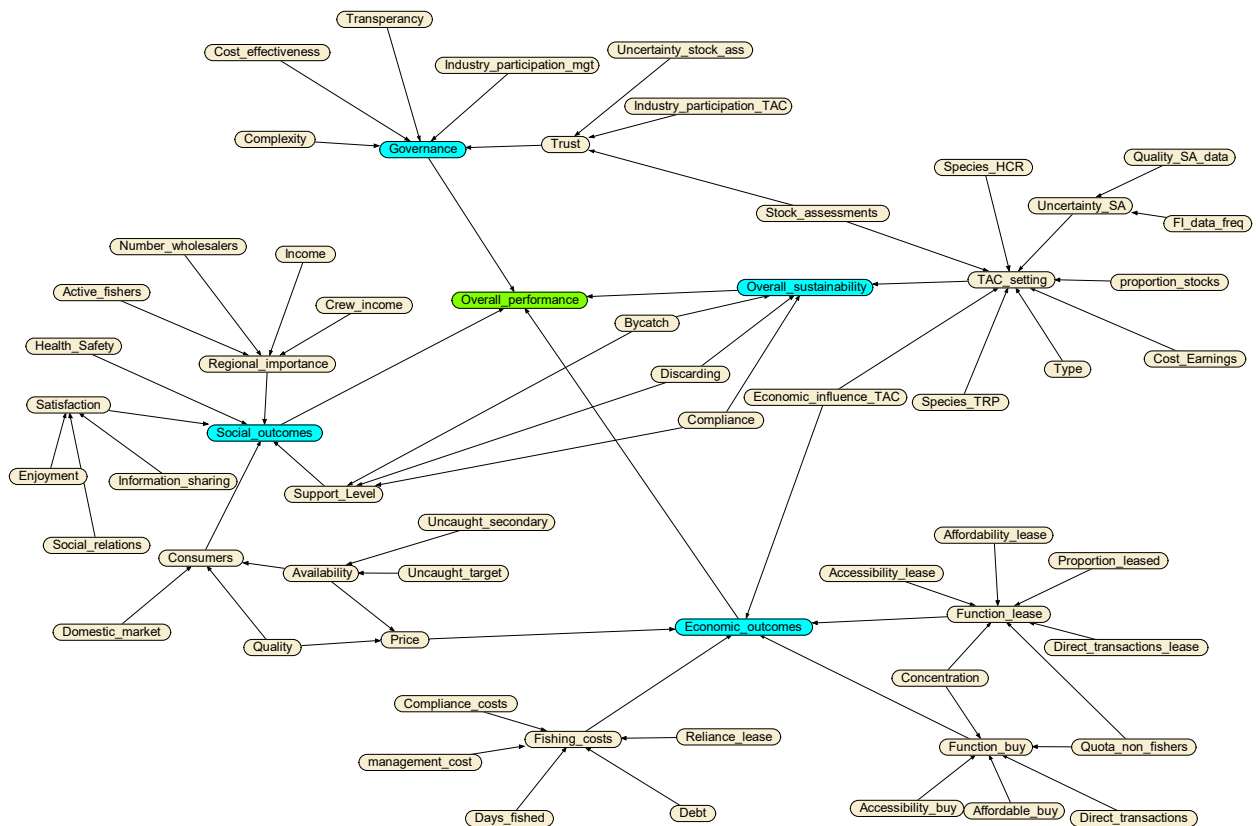 Transperancy
Cost_effectiveness
Uncertainty_stock_ass
Industry_participation_mgt
Industry_participation_TAC
Complexity
Governance
Trust
Quality_SA_data
Species_HCR
Uncertainty_SA
Stock_assessments
FI_data_freq
Number_wholesalers
Income
TAC_setting
proportion_stocks
Overall_sustainability
Active_fishers
Overall_performance
Crew_income
Bycatch
Health_Safety
Regional_importance
Cost_Earnings
Type
Discarding
Economic_influence_TAC
Species_TRP
Satisfaction
Compliance
Social_outcomes
Enjoyment
Information_sharing
Support_Level
Uncaught_secondary
Affordability_lease
Social_relations
Consumers
Availability
Uncaught_target
Accessibility_lease
Proportion_leased
Function_lease
Domestic_market
Economic_outcomes
Price
Quality
Direct_transactions_lease
Concentration
Compliance_costs
Fishing_costs
Reliance_lease
Function_buy
Quota_non_fishers
management_cost
Accessibility_buy
Affordable_buy
Days_fished
Debt
Direct_transactions